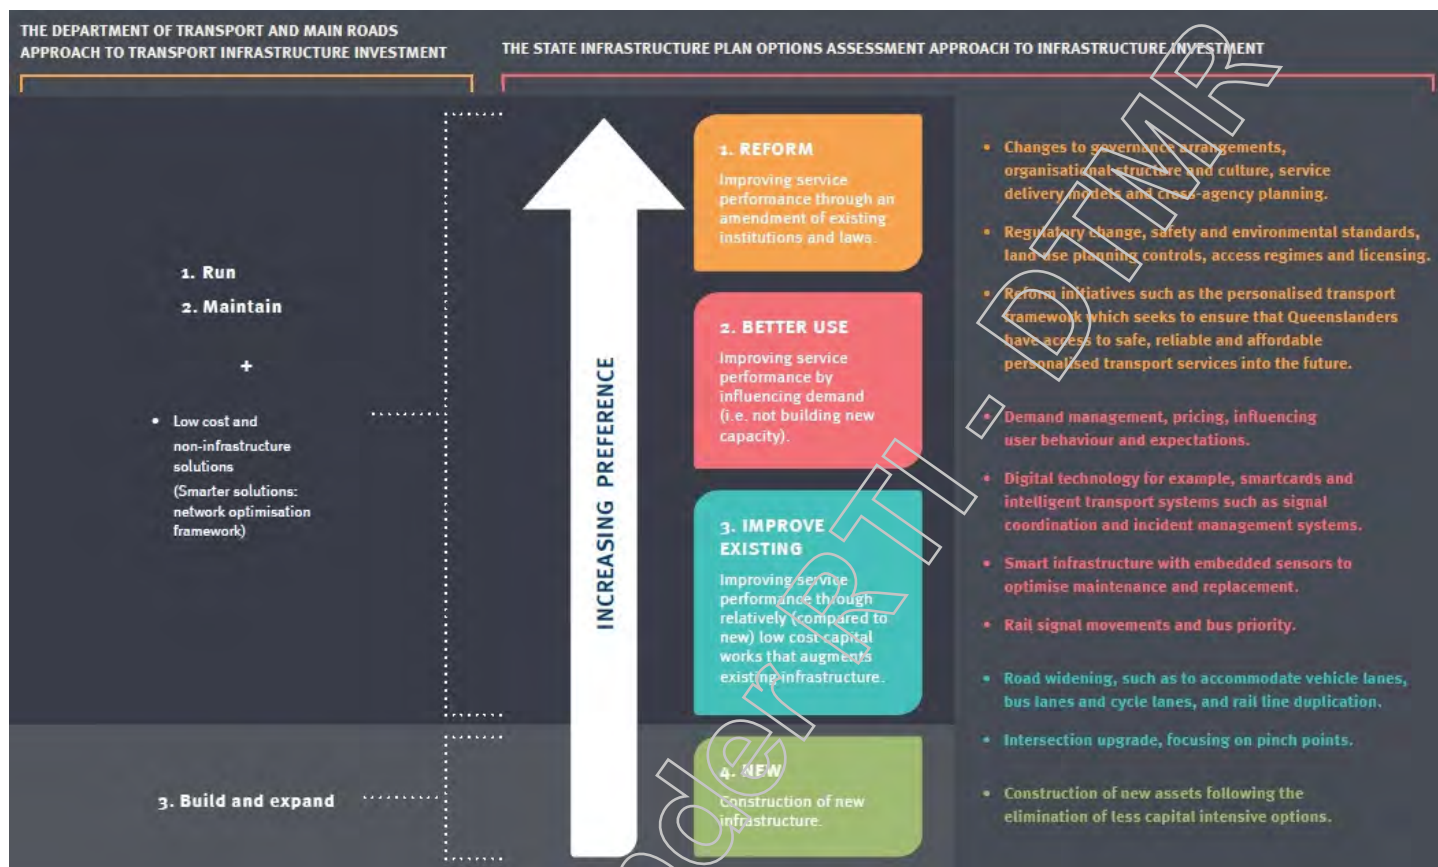 THE DEPARTMENT OF TRANSPORT AND MAIN ROADS
APPROACH TO TRANSPORT INFRASTRUCTURE INVESTMENT
THE STATE INFRASTRUCTURE PLAN OPTIONS ASSESSMENT APPROACH TO INFRASTRUCTURE INVESTMENT
1. Run
2. Maintain
+
• Low cost and
non-infrastructure
solutions
(Smarter solutions:
network optimisation
framework)
3. Build and expand
INCREASING PREFERENCE
1. REFORM
Improving service
performance through an
amendment of existing
institutions and laws.
2. BETTER USE
Improving service
performance by
influencing demand
(i.e. not building new
capacity).
3. IMPROVE
EXISTING
Improving service
performance through
relatively (compared to
new) low cost capital
works that augments
existing infrastructure.
4. NEW
Construction of new
infrastructure.
• Changes to governance arrangements,
organisational structure and culture, service
delivery models and cross-agency planning.
• Regulatory change, safety and environmental standards,
land use planning controls, access regimes and licensing.
• Reform initiatives such as the personalised transport
framework which seeks to ensure that Queenslanders
have access to safe, reliable and affordable
personalised transport services into the future.
• Demand management, pricing, influencing
user behaviour and expectations.
• Digital technology for example, smartcards and
intelligent transport systems such as signal
coordination and incident management systems.
• Smart infrastructure with embedded sensors to
optimise maintenance and replacement.
• Rail signal movements and bus priority.
• Road widening, such as to accommodate vehicle lanes,
bus lanes and cycle lanes, and rail line duplication.
• Intersection upgrade, focusing on pinch points.
• Construction of new assets following the
elimination of less capital intensive options.
RTI - DTMR